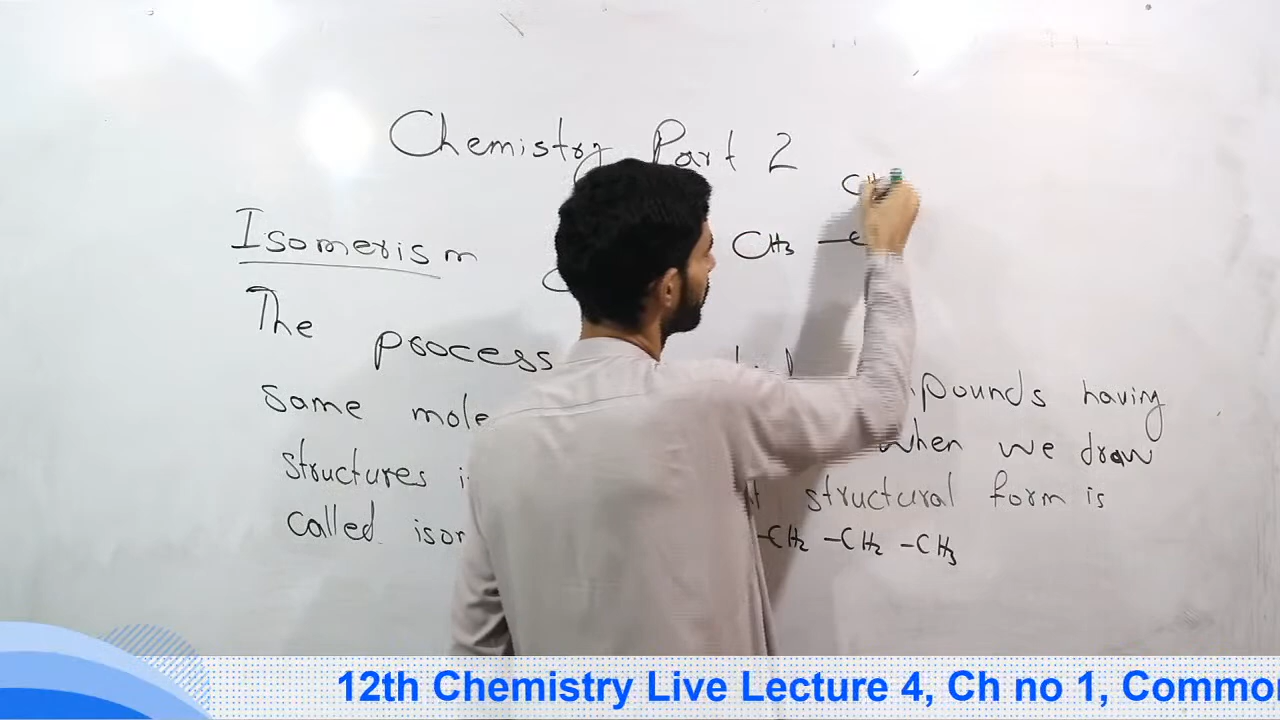 Chemistry Part 2
CH
Isomerism CH3 –C
The process pounds having
same mole when we draw
structures i structural form is
called isor –CH2 –CH2 –CH3
12th Chemistry Live Lecture 4, Ch no 1, Commo